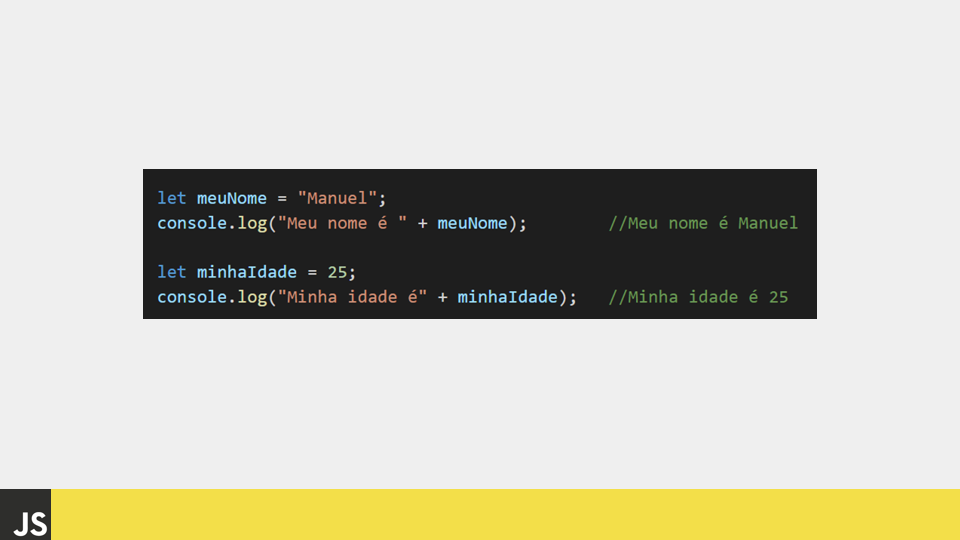 let meuNome = "Manuel";
console.log("Meu nome é " + meuNome); //Meu nome é Manuel
let minhaIdade = 25;
console.log("Minha idade é" + minhaIdade); //Minha idade é 25
JS